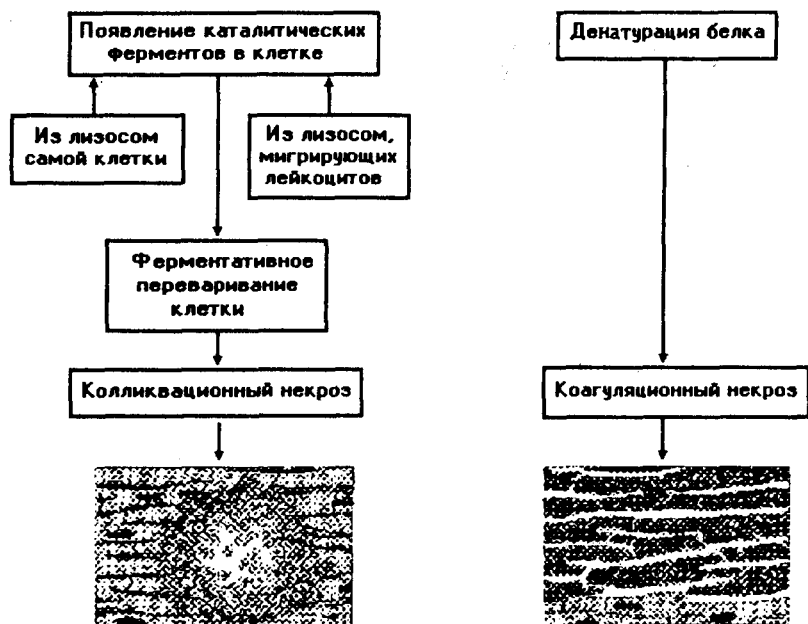 Появление каталитических
ферментов в клетке
Из лизосом
самой клетки
Из лизосом,
мигрирующих
лейкоцитов
Ферментативное
переваривание
клетки
Колликвационный некроз
Денатурация белка
Коагуляционный некроз